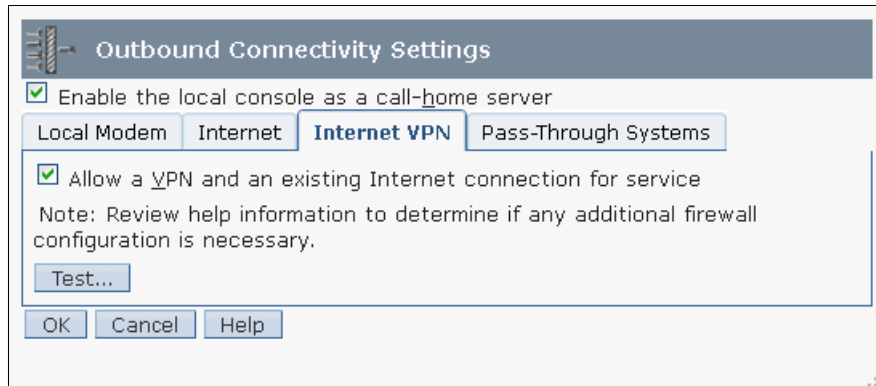 Outbound Connectivity Settings
Enable the local console as a call-home server
Local Modem Internet Internet VPN Pass-Through Systems
Allow a VPN and an existing Internet connection for service
Note: Review help information to determine if any additional firewall
configuration is necessary.
Test...
OK Cancel Help